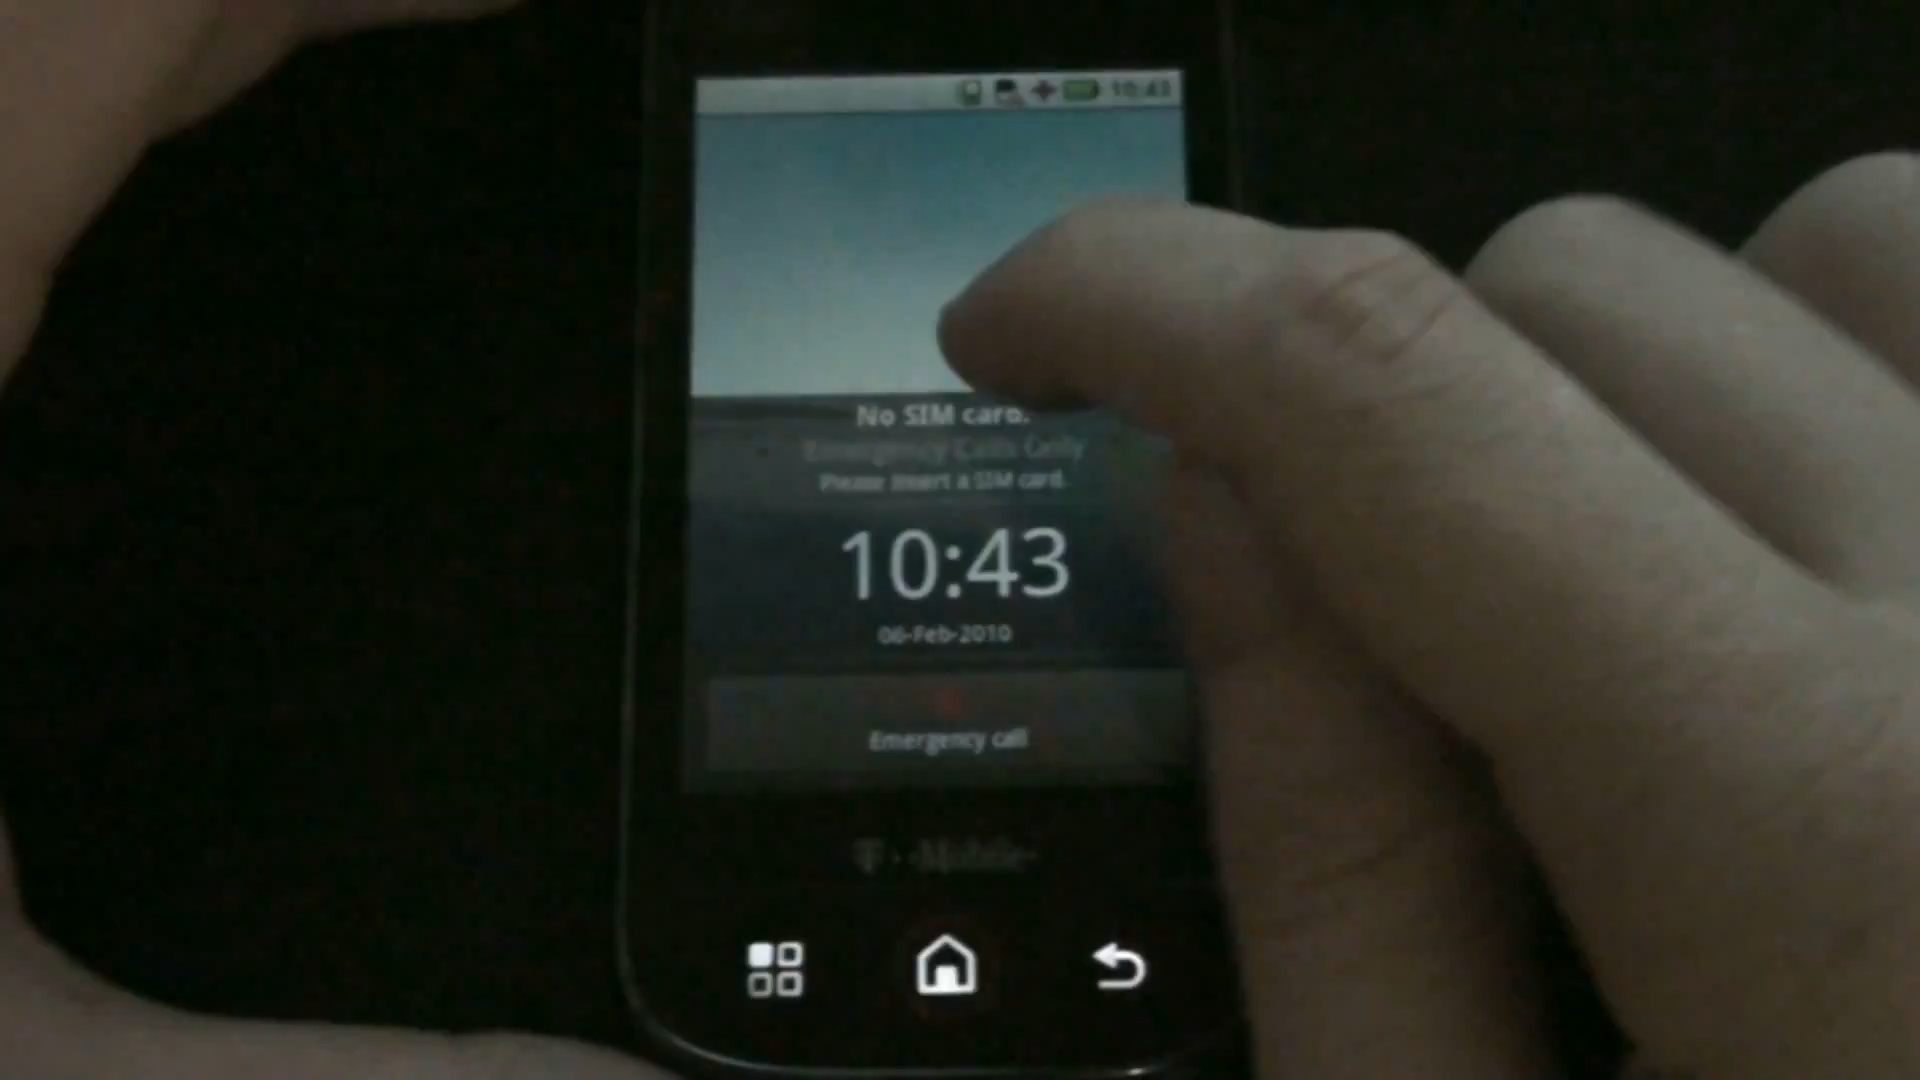 10:43
No SIM card.
Emergency Calls Only
Please insert a SIM card.
10:43
06-Feb-2010
Emergency call
T · ·Mobile·